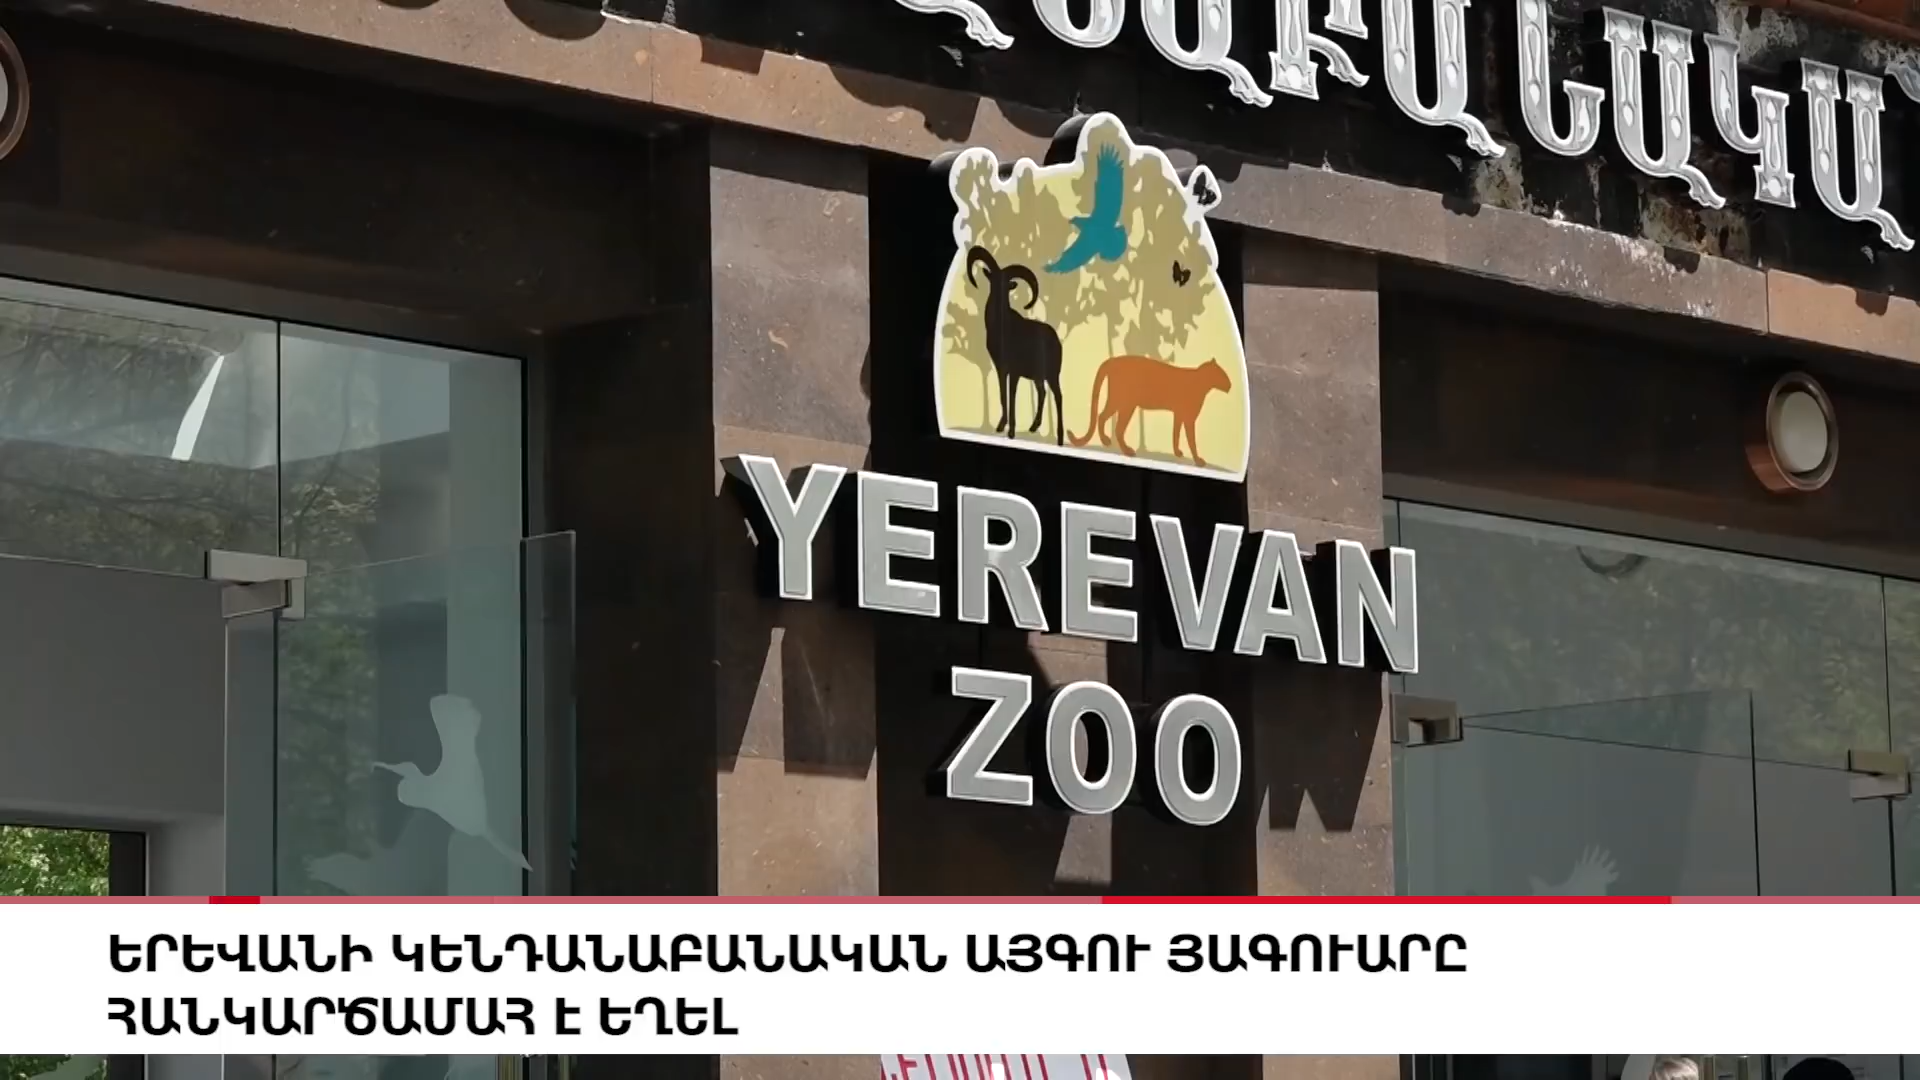 YEREVAN
ZOO
ԵՐԵՎԱՆԻ ԿԵՆԴԱՆԱԲԱՆԱԿԱՆ ԱՅԳՈՒ ՅԱԳՈՒԱՐԸ
ՀԱՆԿԱՐԾԱՄԱՀ Է ԵՂԵԼ